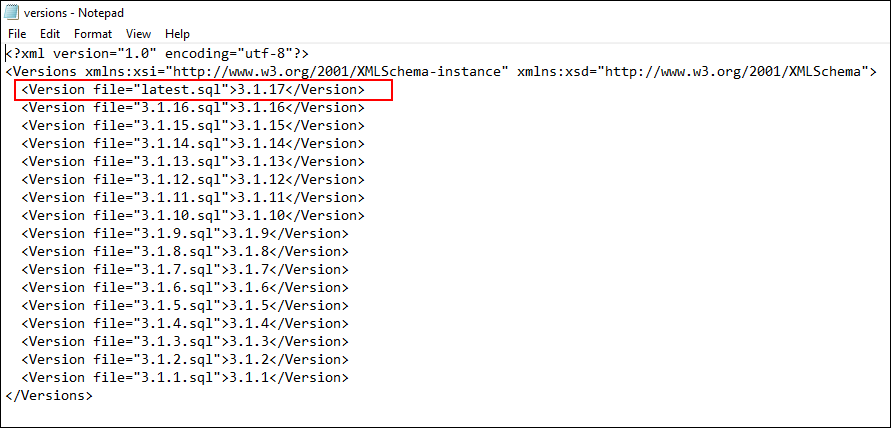 versions - Notepad
File Edit Format View Help
<?xml version="1.0" encoding="utf-8"?>
<Versions xmlns:xsi="http://www.w3.org/2001/XMLSchema-instance" xmlns:xsd="http://www.w3.org/2001/XMLSchema">
<Version file="latest.sql">3.1.17</Version>
<Version file="3.1.16.sql">3.1.16</Version>
<Version file="3.1.15.sql">3.1.15</Version>
<Version file="3.1.14.sql">3.1.14</Version>
<Version file="3.1.13.sql">3.1.13</Version>
<Version file="3.1.12.sql">3.1.12</Version>
<Version file="3.1.11.sql">3.1.11</Version>
<Version file="3.1.10.sql">3.1.10</Version>
<Version file="3.1.9.sql">3.1.9</Version>
<Version file="3.1.8.sql">3.1.8</Version>
<Version file="3.1.7.sql">3.1.7</Version>
<Version file="3.1.6.sql">3.1.6</Version>
<Version file="3.1.5.sql">3.1.5</Version>
<Version file="3.1.4.sql">3.1.4</Version>
<Version file="3.1.3.sql">3.1.3</Version>
<Version file="3.1.2.sql">3.1.2</Version>
<Version file="3.1.1.sql">3.1.1</Version>
</Versions>